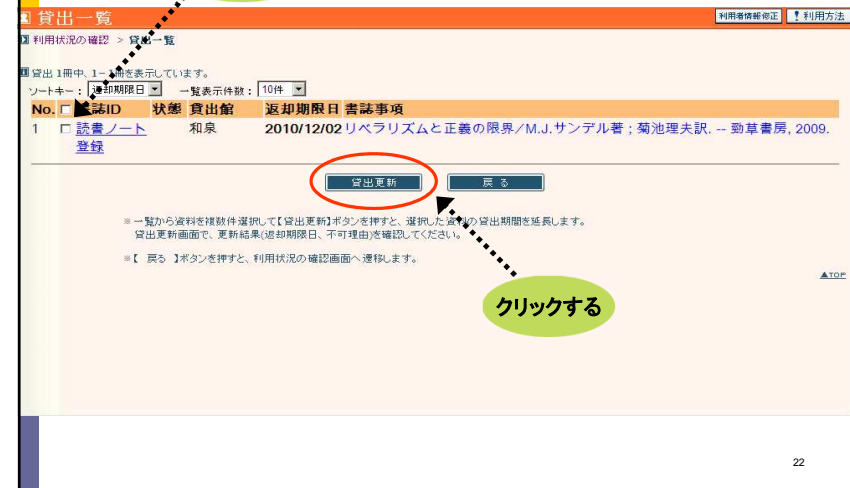 貸出一覧
利用者情報修正
!利用方法
利用状況の確認 > 貸出一覧
貸出 1冊中、1-1冊を表示しています。
ソートキー: 返却期限日 一覧表示件数: 10件
No. 書誌ID 状態 貸出館 返却期限日 書誌事項
1 読書ノート 和泉 2010/12/02 リベラリズムと正義の限界/M.J.サンデル著 ; 菊池理夫訳. -- 勁草書房, 2009.
登録
貸出更新 戻る
※一覧から資料を複数件選択して【貸出更新】ボタンを押すと、選択した資料の貸出期間を延長します。
貸出更新画面で、更新結果(返却期限日、不可理由)を確認してください。
※【 戻る 】ボタンを押すと、利用状況の確認画面へ遷移します。
▲TOP
クリックする
22